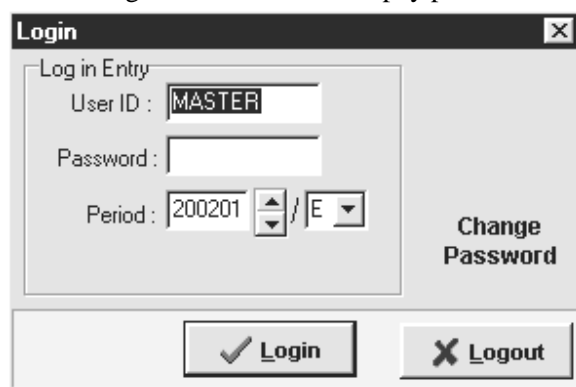 Login
Log in Entry
User ID : MASTER
Password :
Period : 200201 / E
Change
Password
Login
Logout